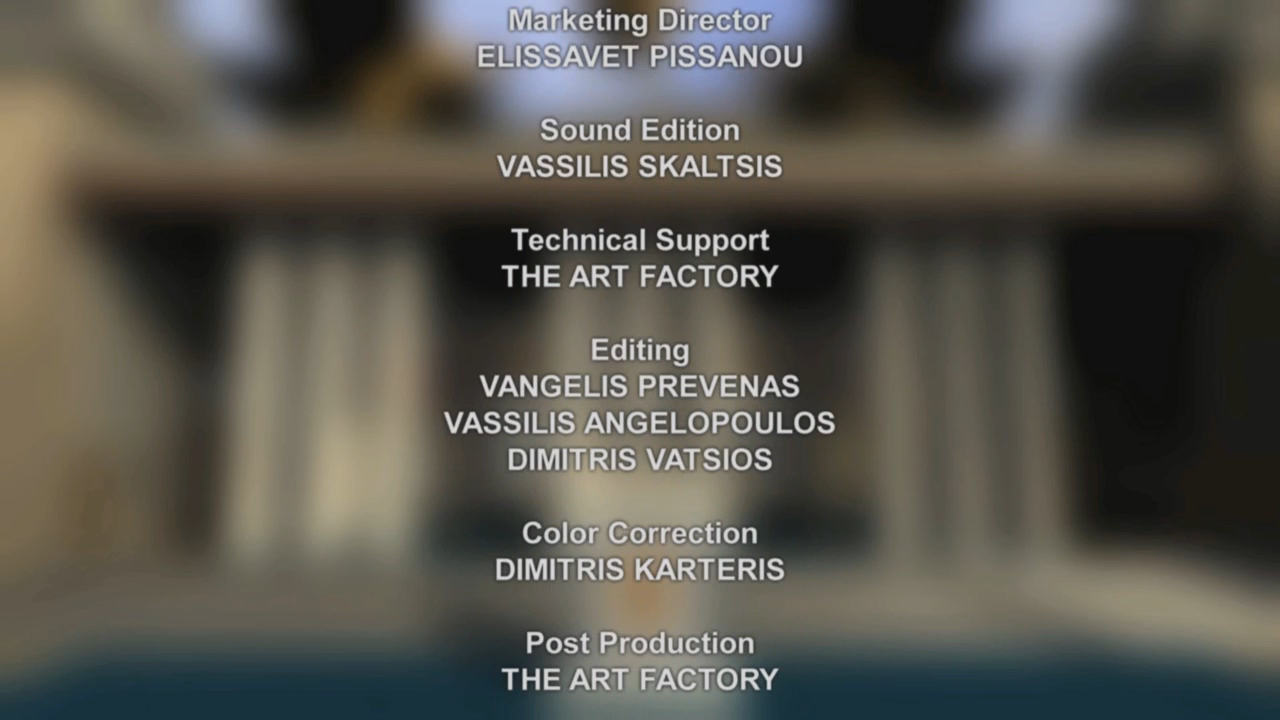 Marketing Director
ELISSAVET PISSANOU
Sound Edition
VASSILIS SKALTSIS
Technical Support
THE ART FACTORY
Editing
VANGELIS PREVENAS
VASSILIS ANGELOPOULOS
DIMITRIS VATSIOS
Color Correction
DIMITRIS KARTERIS
Post Production
THE ART FACTORY